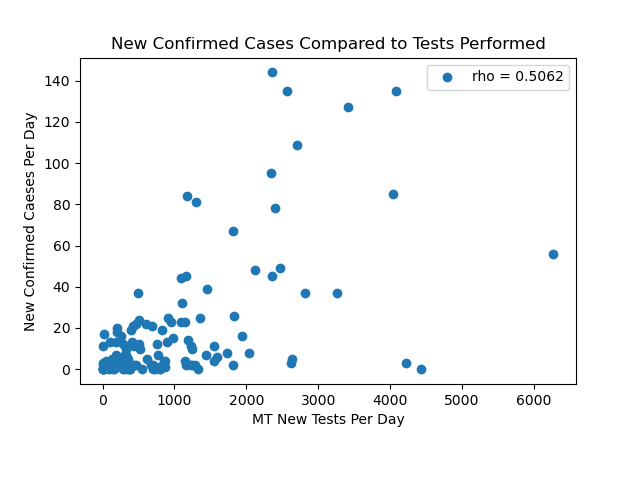 New Confirmed Cases Compared to Tests Performed
rho = 0.5062
New Confirmed Caeses Per Day
140
120
100
80
60
40
20
0
0 1000 2000 3000 4000 5000 6000
MT New Tests Per Day